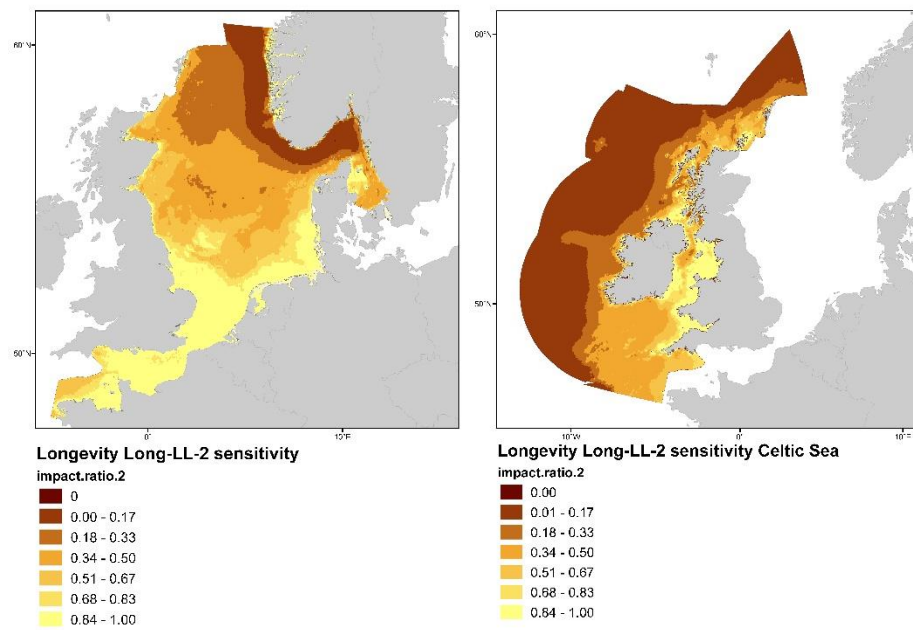 60°N
50°N
0°
10°E
Longevity Long-LL-2 sensitivity
impact.ratio.2
0
0.00 - 0.17
0.18 - 0.33
0.34 - 0.50
0.51 - 0.67
0.68 - 0.83
0.84 - 1.00
60°N
50°N
10°W
0°
10°E
Longevity Long-LL-2 sensitivity Celtic Sea
impact.ratio.2
0.00
0.01 - 0.17
0.18 - 0.33
0.34 - 0.50
0.51 - 0.67
0.68 - 0.83
0.84 - 1.00